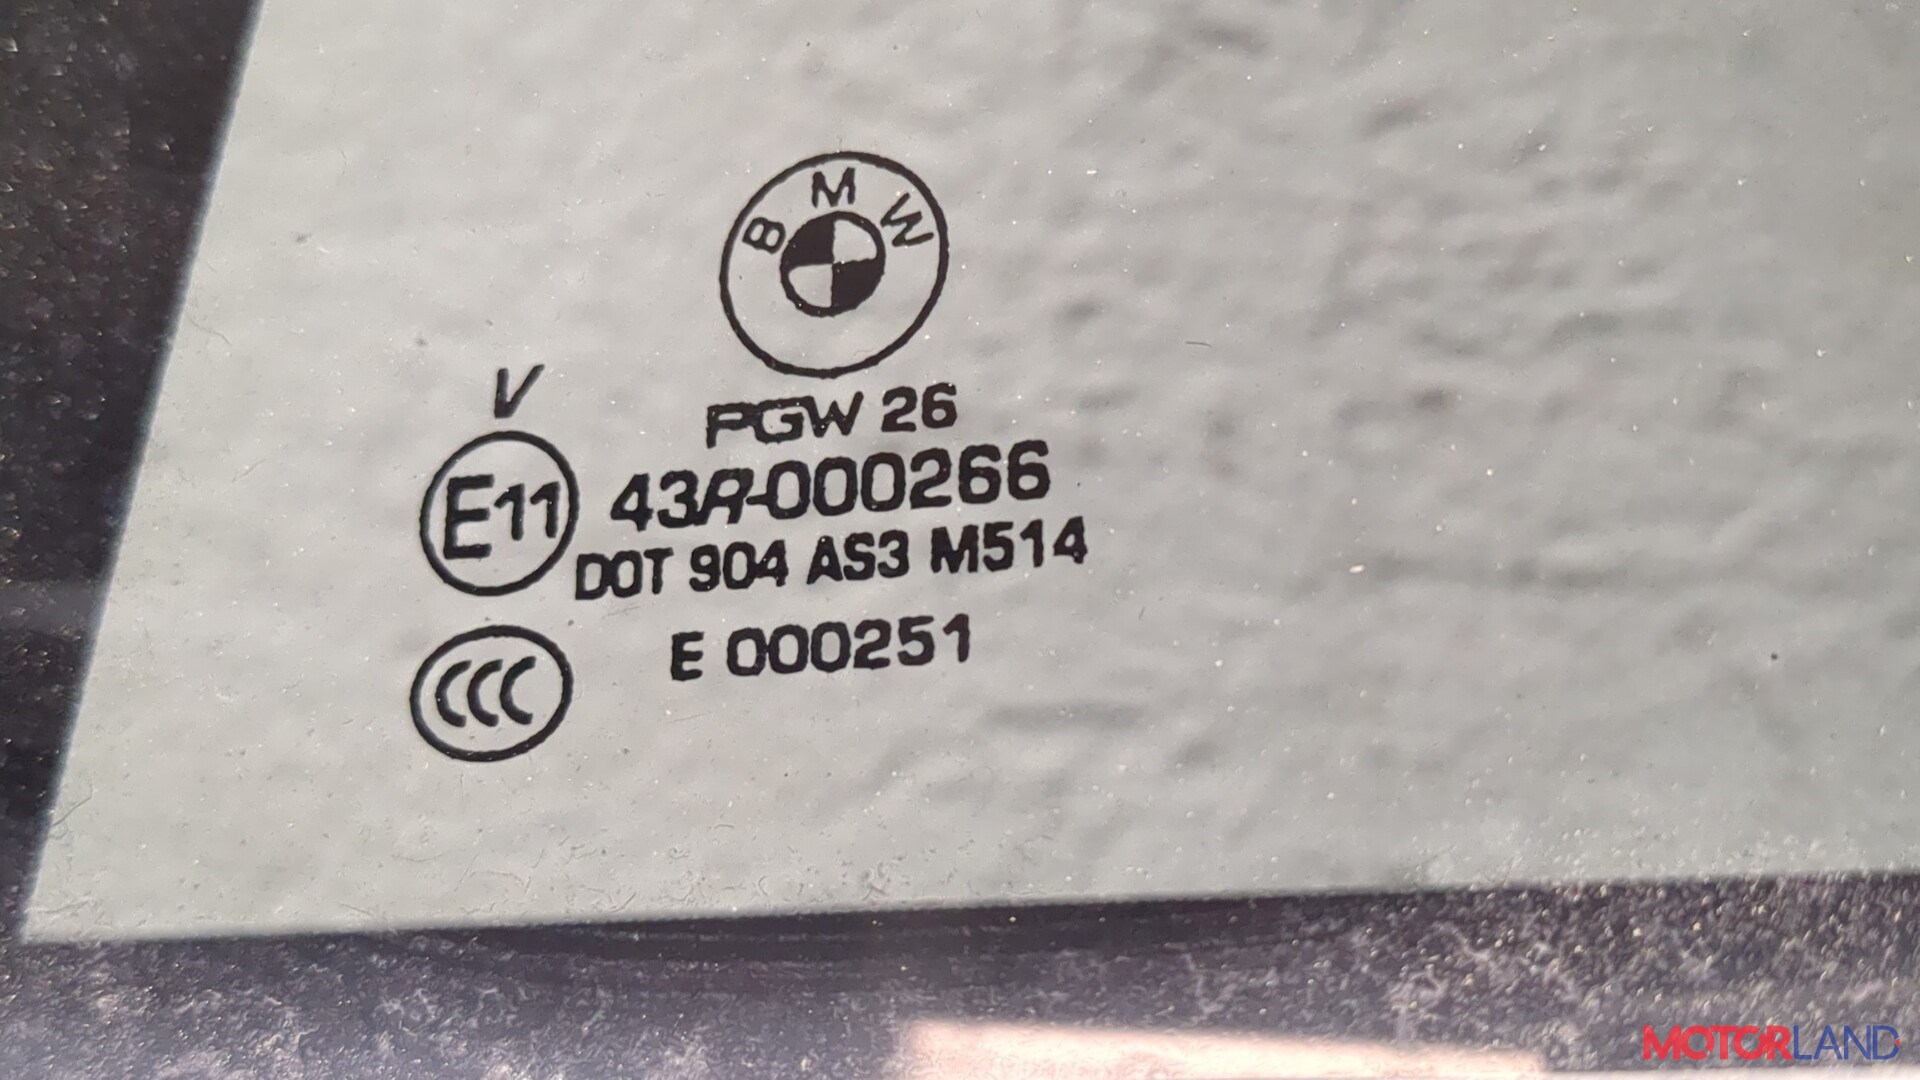 BMW
PGW 26
V
E11 43R-000266
DOT 904 AS3 M514
CCC E 000251
MOTORLAND